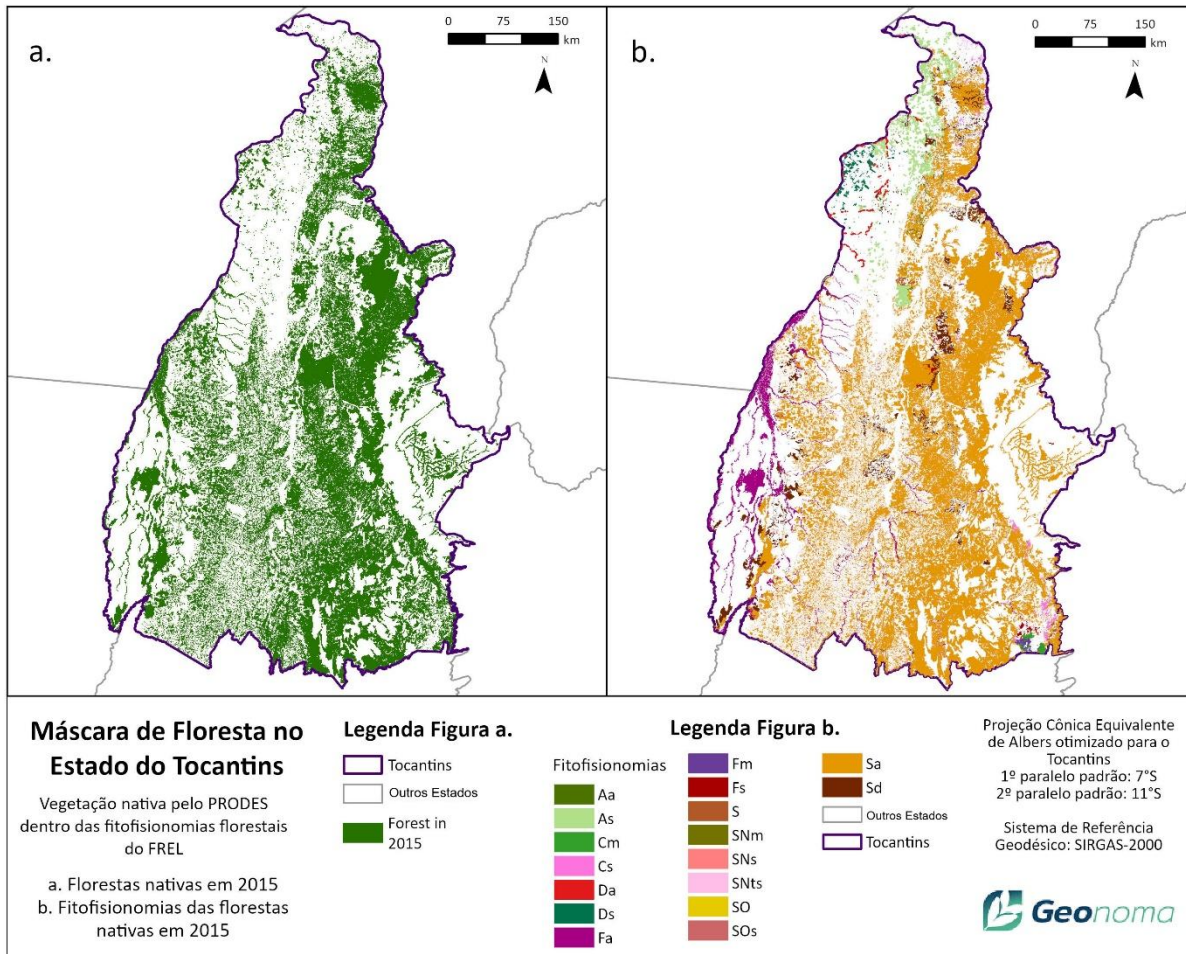 a.
0 75 150
km
N
b.
0 75 150
km
N
Máscara de Floresta no
Estado do Tocantins
Vegetação nativa pelo PRODES
dentro das fitofisionomias florestais
do FREL
a. Florestas nativas em 2015
b. Fitofisionomias das florestas
nativas em 2015
Legenda Figura a.
Tocantins
Outros Estados
Forest in
2015
Legenda Figura b.
Fitofisionomias
Aa
As
Cm
Cs
Da
Ds
Fa
Fm
Fs
S
SNm
SNs
SNts
SO
SOs
Sa
Sd
Outros Estados
Tocantins
Projeção Cônica Equivalente
de Albers otimizado para o
Tocantins
1º paralelo padrão: 7°S
2º paralelo padrão: 11°S
Sistema de Referência
Geodésico: SIRGAS-2000
Geonoma